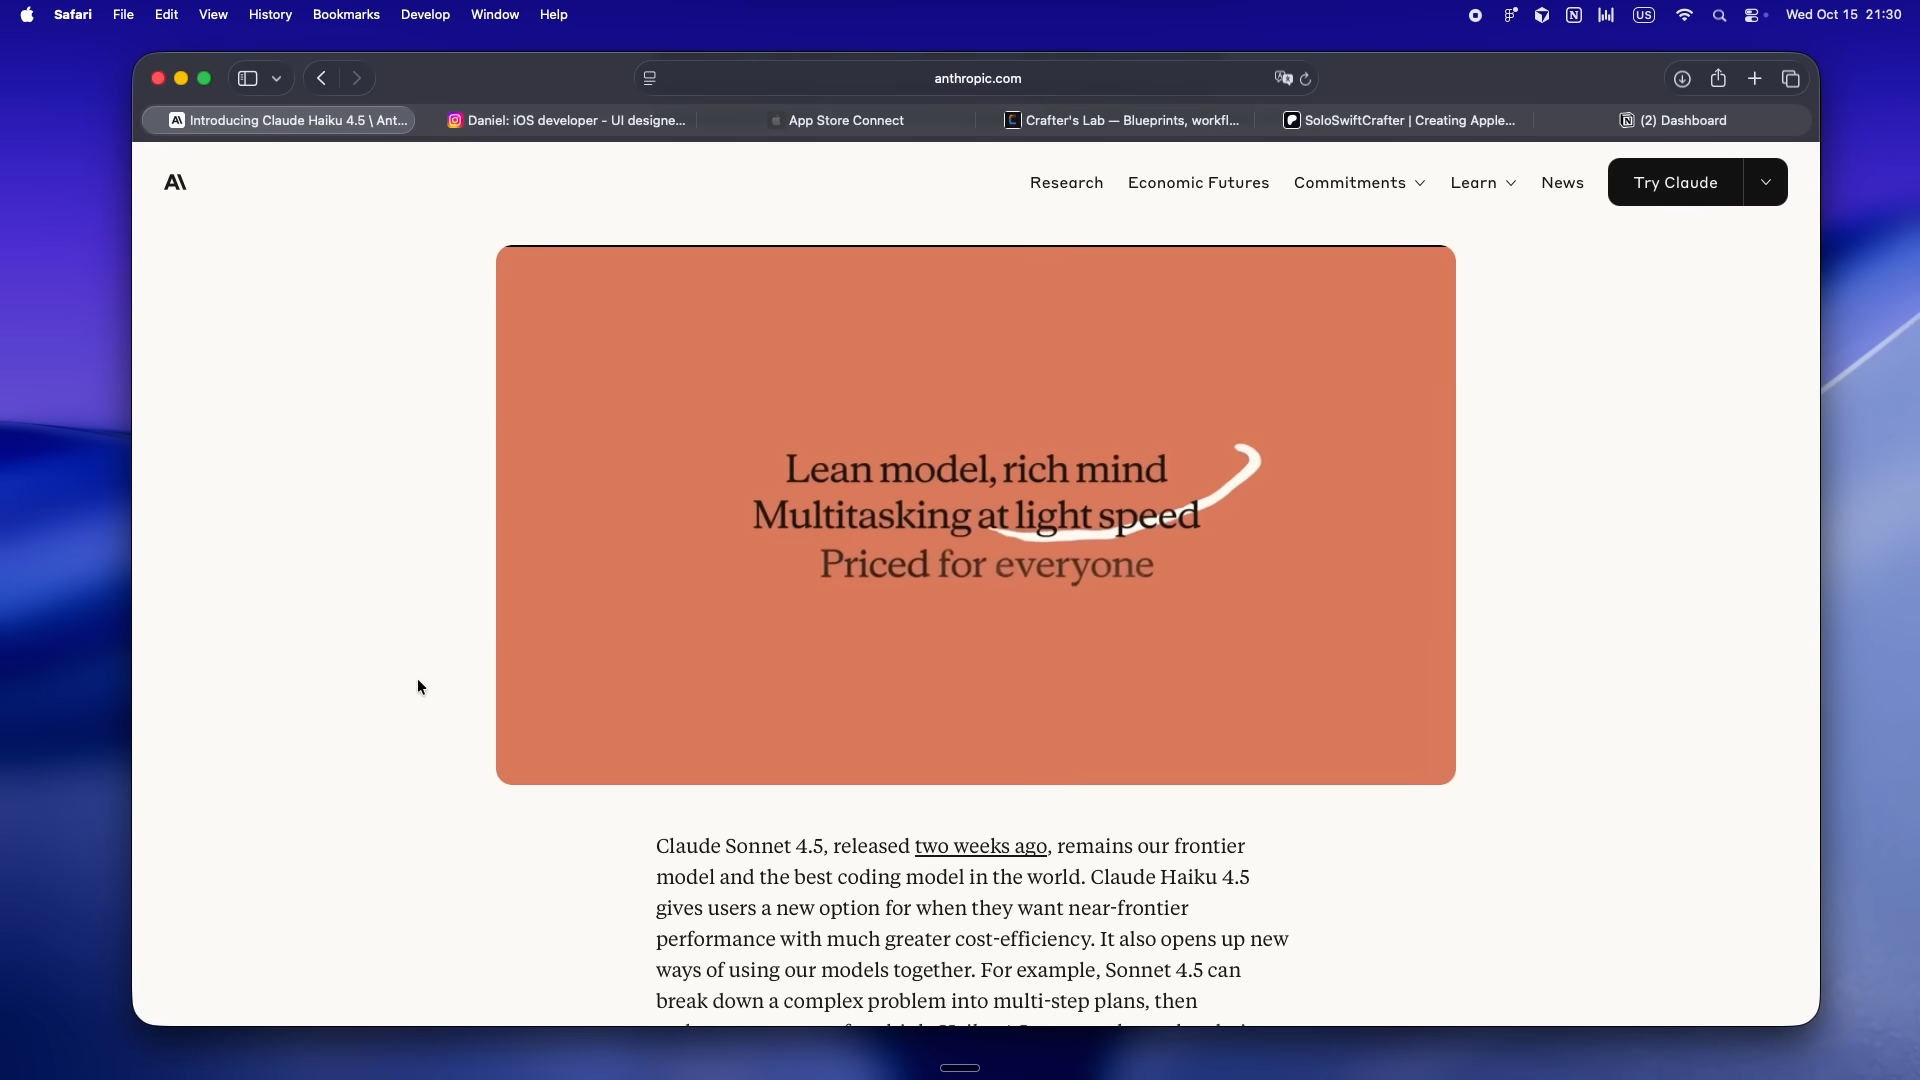 Safari File Edit View History Bookmarks Develop Window Help
US Wed Oct 15 21:30
anthropic.com
Introducing Claude Haiku 4.5 \ Ant...
Daniel: iOS developer - UI designe...
App Store Connect
Crafter's Lab — Blueprints, workfl...
SoloSwiftCrafter | Creating Apple...
(2) Dashboard
Research Economic Futures Commitments Learn News Try Claude
Lean model, rich mind
Multitasking at light speed
Priced for everyone
Claude Sonnet 4.5, released two weeks ago, remains our frontier
model and the best coding model in the world. Claude Haiku 4.5
gives users a new option for when they want near-frontier
performance with much greater cost-efficiency. It also opens up new
ways of using our models together. For example, Sonnet 4.5 can
break down a complex problem into multi-step plans, then